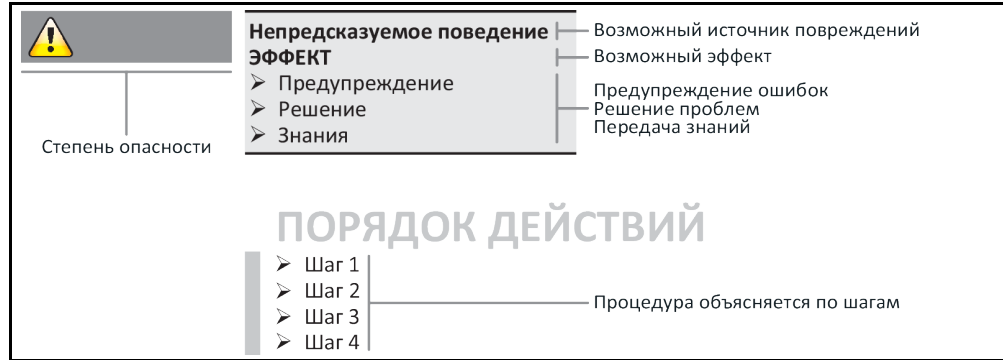 Непредсказуемое поведение
Возможный источник повреждений
ЭФФЕКТ
Возможный эффект
➢ Предупреждение
➢ Решение
➢ Знания
Предупреждение ошибок
Решение проблем
Передача знаний
Степень опасности
ПОРЯДОК ДЕЙСТВИЙ
➢ Шаг 1
➢ Шаг 2
➢ Шаг 3
➢ Шаг 4
Процедура объясняется по шагам